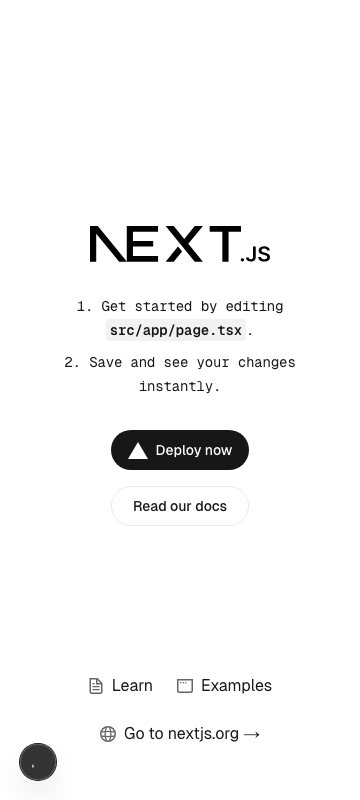 NEXT.JS
1. Get started by editing
src/app/page.tsx.
2. Save and see your changes
instantly.
Deploy now
Read our docs
Learn
Examples
Go to nextjs.org →